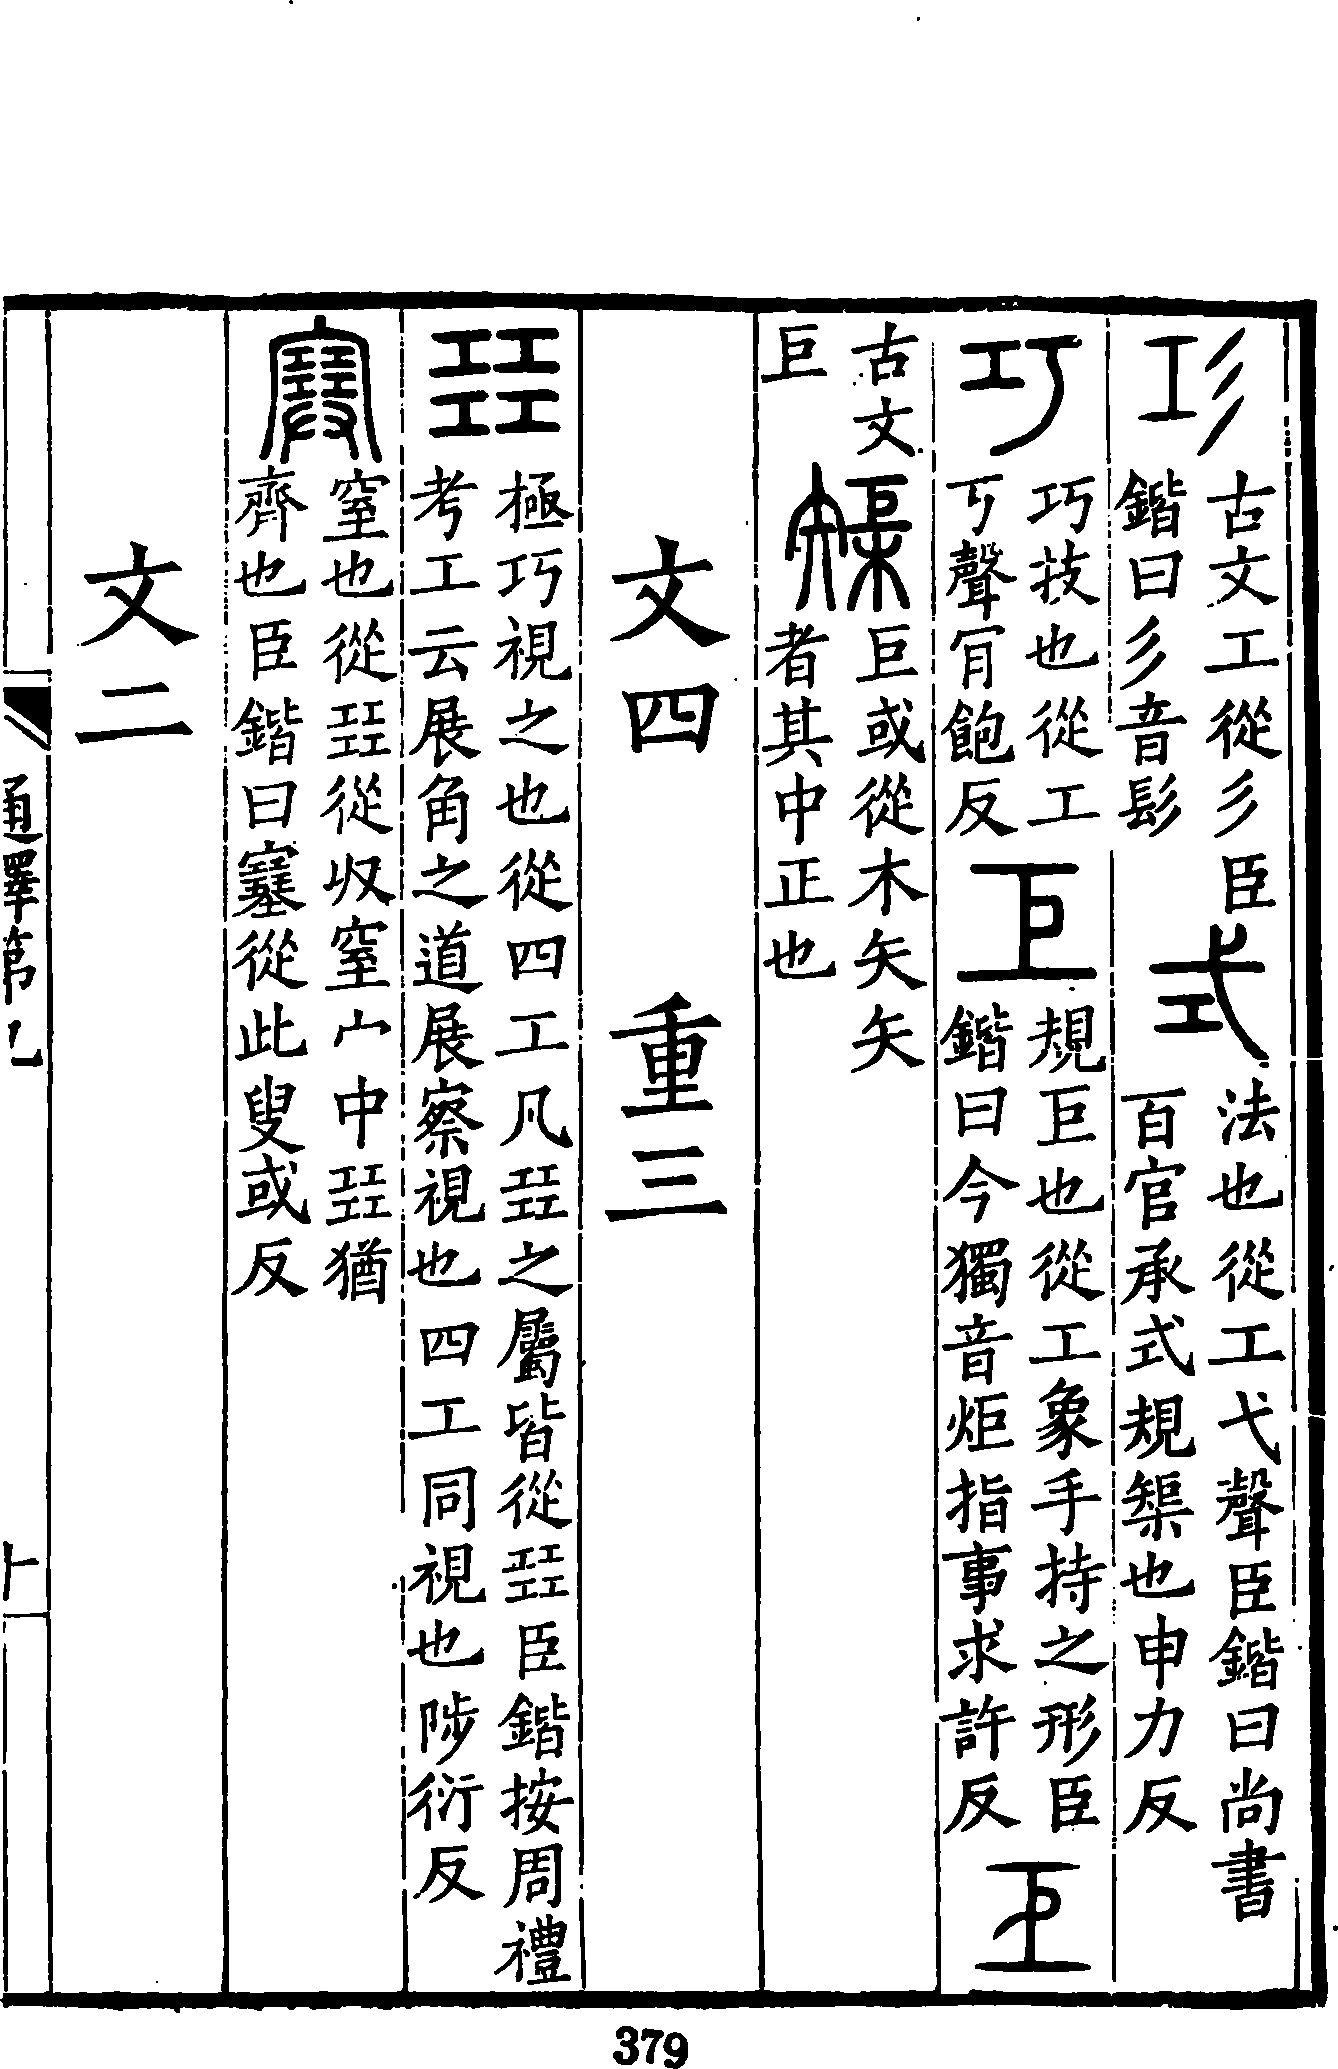 𢒄古文工從彡臣
鍇曰彡音髟
式法也從工弋聲臣鍇曰尚書
百官承式規榘也申力反
巧巧技也從工
丂聲肎飽反
巨規巨也從工象手持之形臣
鍇曰今獨音炬指事求許反
古文
巨
榘巨或從木矢矢
者其中正也
文四 重三
㠭極巧視之也從四工凡㠭之屬皆從㠭臣鍇按周禮
考工云展角之道展察視也四工同視也陟衍反
窒也從㠭從収窒宀中㠭猶
齊也臣鍇曰寋從此叟或反
文二
通釋第九
十
379